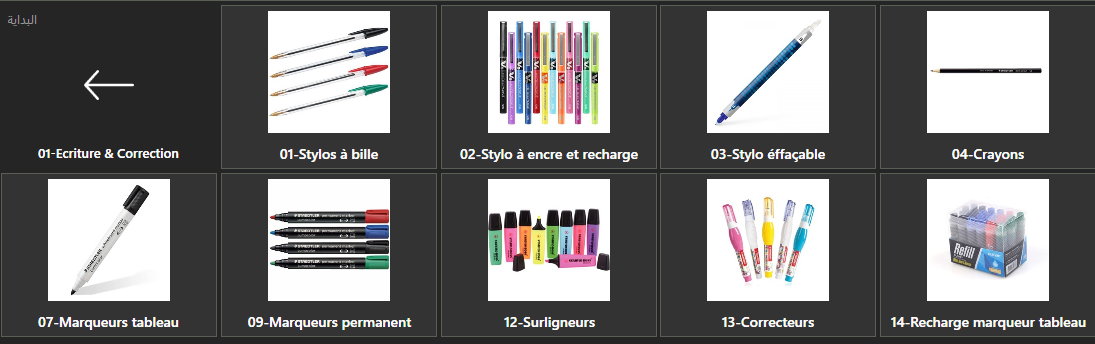 البداية
01-Ecriture & Correction
01-Stylos à bille
02-Stylo à encre et recharge
03-Stylo éffaçable
04-Crayons
07-Marqueurs tableau
09-Marqueurs permanent
12-Surligneurs
13-Correcteurs
Refill
14-Recharge marqueur tableau